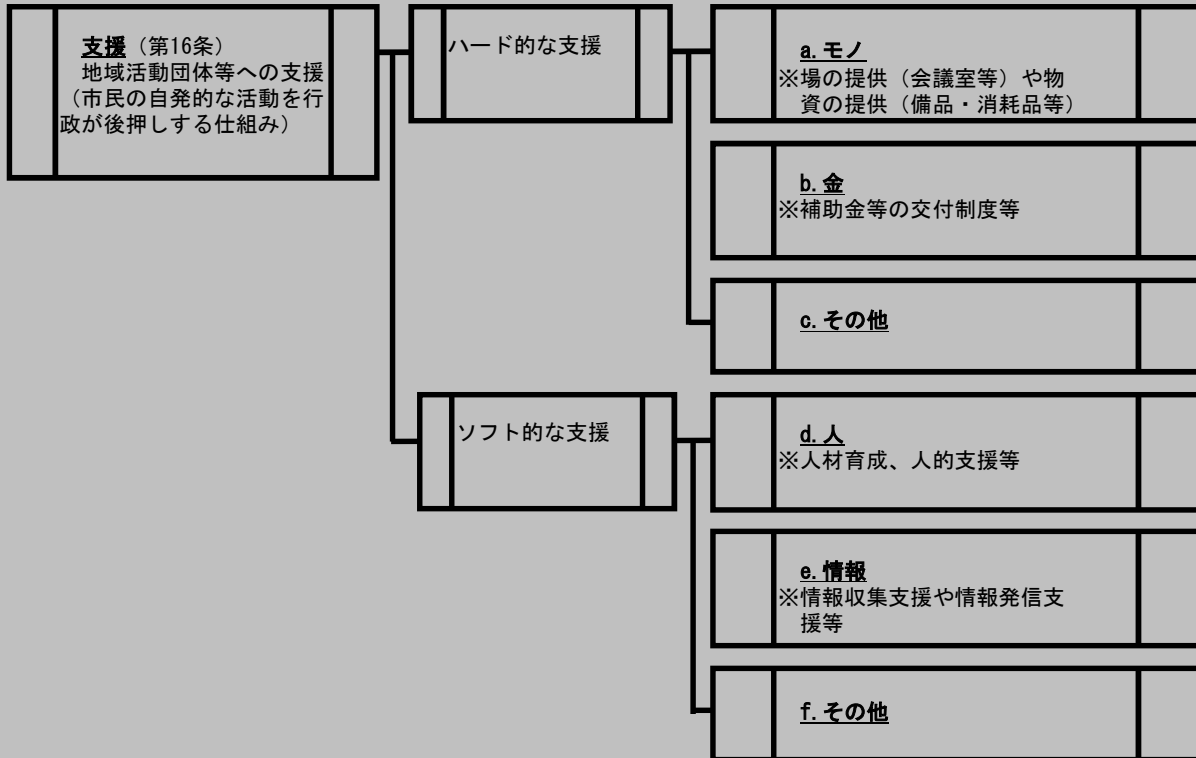 支援（第16条）
地域活動団体等への支援
（市民の自発的な活動を行
政が後押しする仕組み）
ハード的な支援
a.モノ
※場の提供（会議室等）や物
資の提供（備品・消耗品等）
b.金
※補助金等の交付制度等
c.その他
ソフト的な支援
d.人
※人材育成、人的支援等
e.情報
※情報収集支援や情報発信支
援等
f.その他